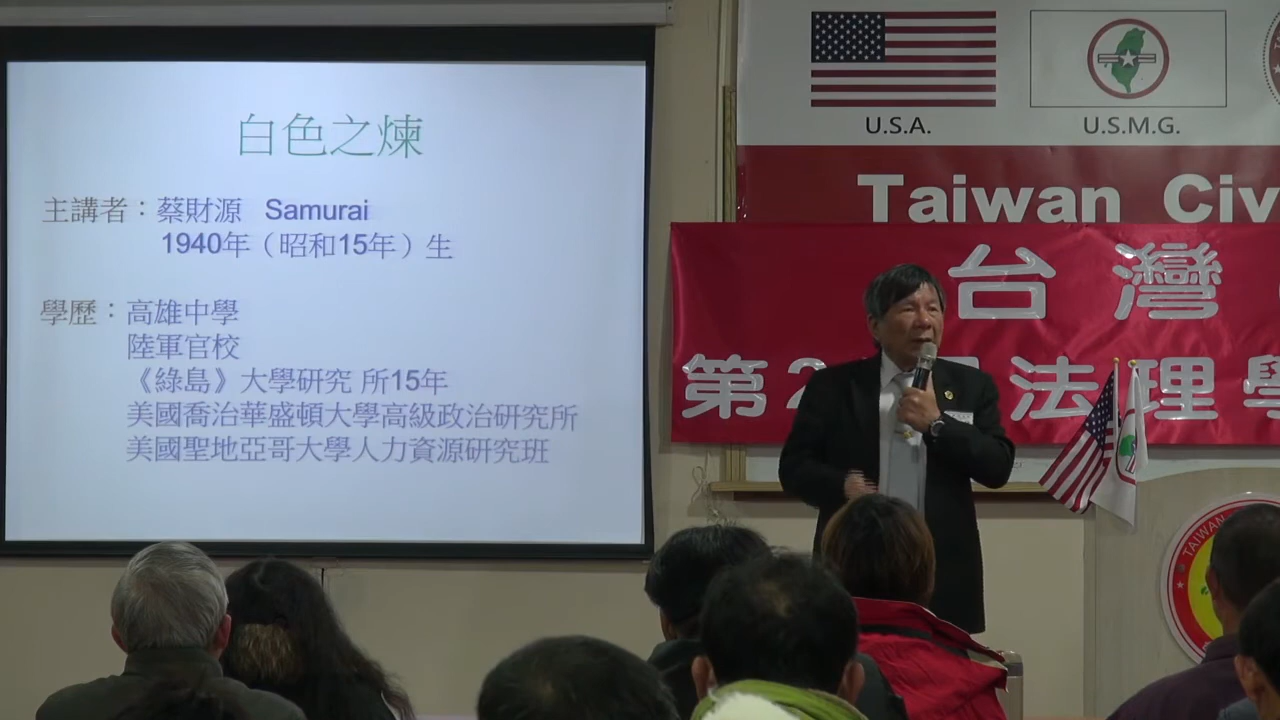 白色之煉
主講者：蔡財源 Samurai
1940年（昭和15年）生
學歷：高雄中學
陸軍官校
《綠島》大學研究 所15年
美國喬治華盛頓大學高級政治研究所
美國聖地亞哥大學人力資源研究班
U.S.A.
U.S.M.G.
Taiwan Civ
台灣
第2 法理學
TAIWAN